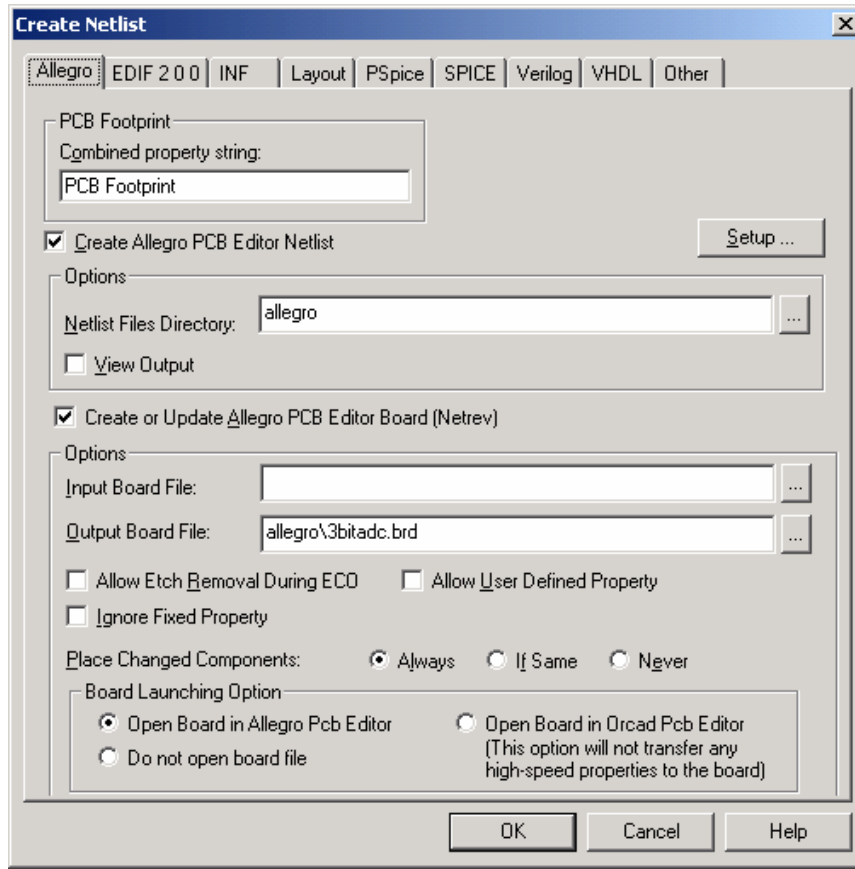 Create Netlist
Allegro EDIF 2 0 0 INF Layout PSpice SPICE Verilog VHDL Other
PCB Footprint
Combined property string:
PCB Footprint
Create Allegro PCB Editor Netlist
Setup ...
Options
Netlist Files Directory: allegro ...
View Output
Create or Update Allegro PCB Editor Board (Netrev)
Options
Input Board File: ...
Output Board File: allegro\3bitadc.brd ...
Allow Etch Removal During ECO Allow User Defined Property
Ignore Fixed Property
Place Changed Components: Always If Same Never
Board Launching Option
Open Board in Allegro Pcb Editor Open Board in Orcad Pcb Editor
(This option will not transfer any
Do not open board file high-speed properties to the board)
OK Cancel Help